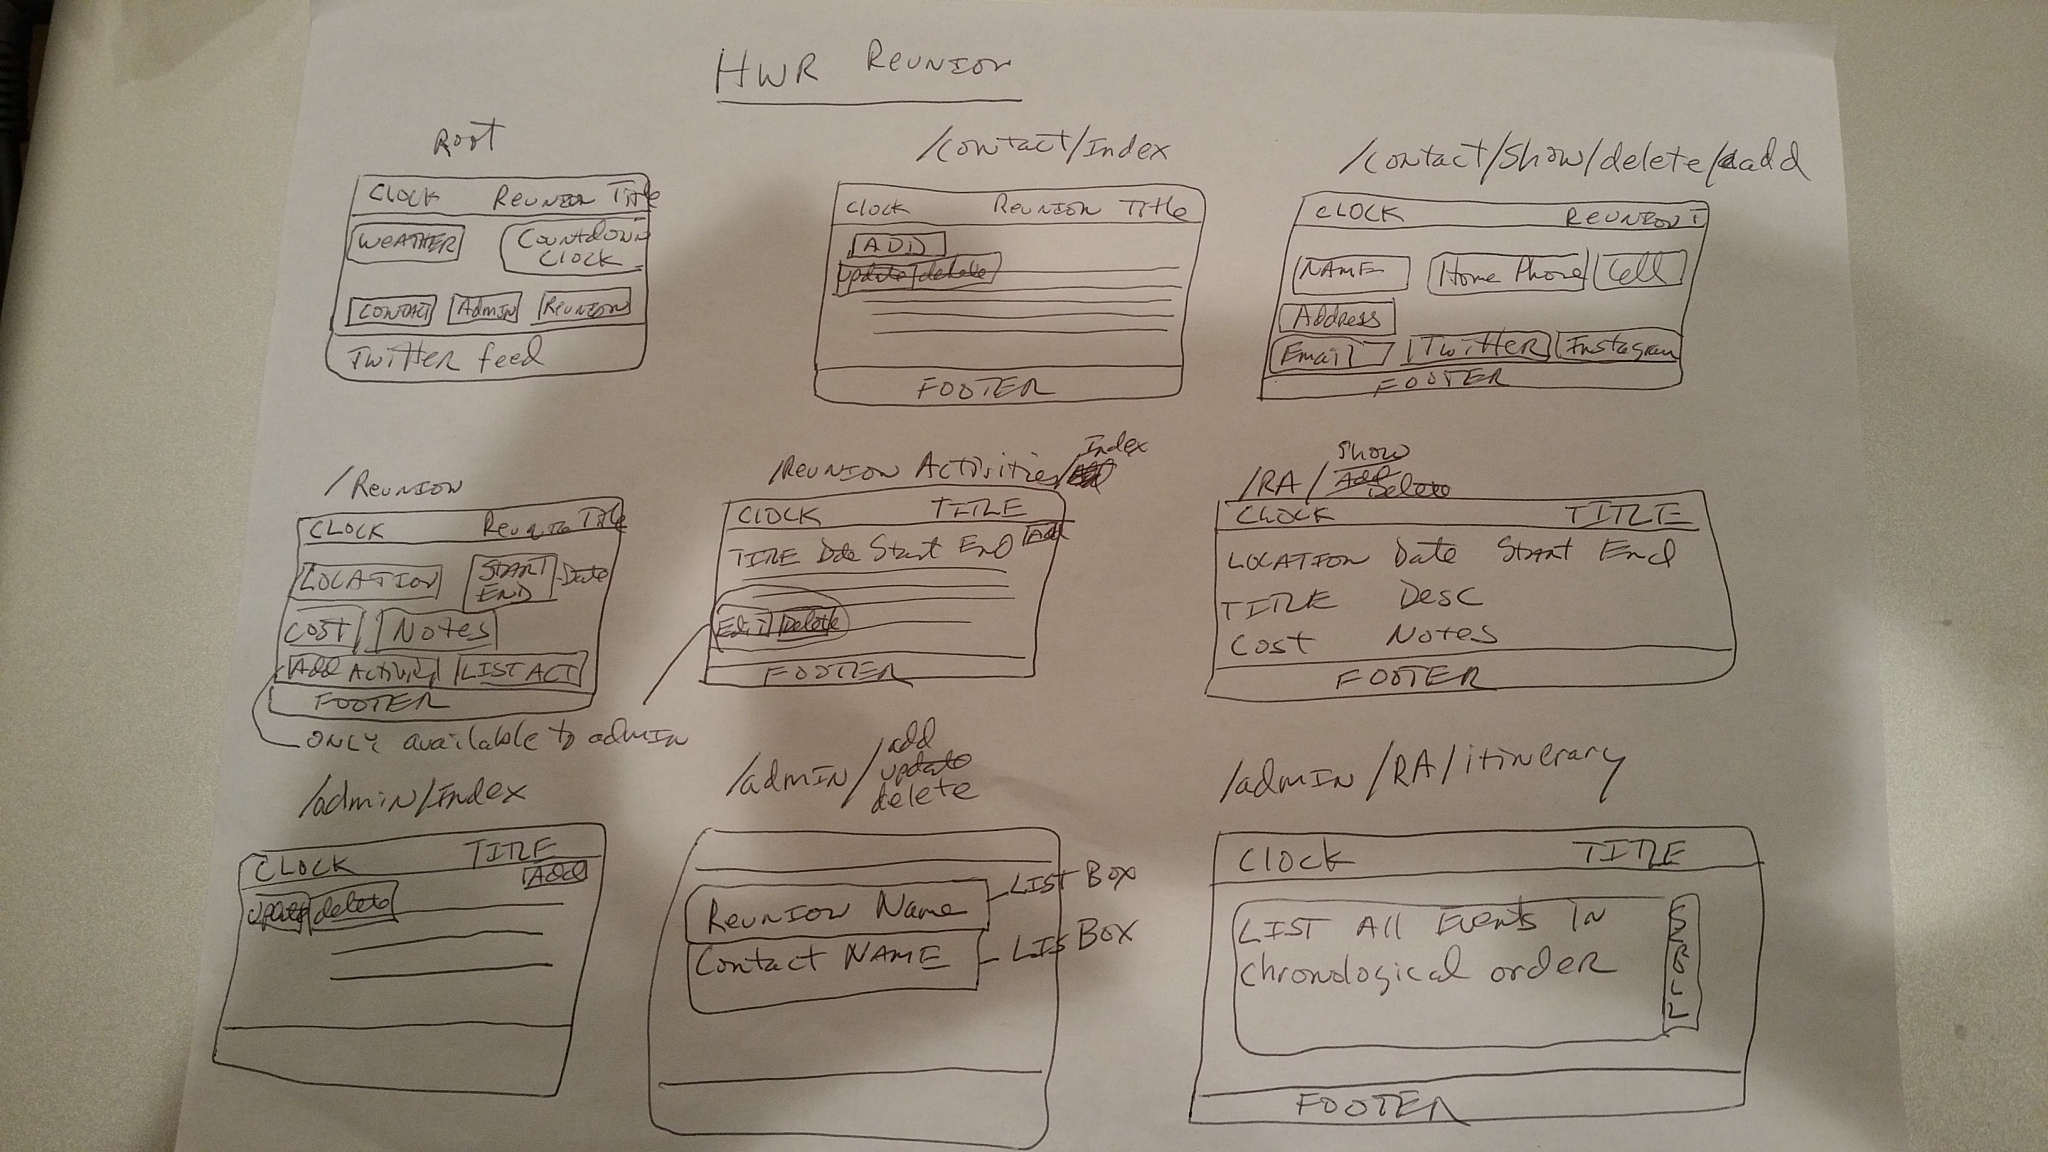 HWR REUNION
Root
CLOCK REUNION Title
WEATHER
COUNTDOWN
CLOCK
CONTACT Admin REUNION
Twitter feed
/contact/Index
Clock REUNION Title
ADD
update delete
FOOTER
/contact/show/delete/add
CLOCK REUNION T
NAME Home Phone Cell
Address
Email Twitter Instagram
FOOTER
/Reunion
CLOCK Reunion Title
LOCATION
START
END
-Date
COST Notes
Add Activity LIST ACT
FOOTER
ONLY available to admin
/Reunion Activities/
Index
CLOCK TITLE
TITLE Date Start End Add
Edit Delete
FOOTER
/RA/
Show
Add
Delete
CLOCK TITLE
LOCATION Date Start End
TITLE Desc
Cost Notes
FOOTER
/admin/Index
CLOCK TITLE
Add
update delete
/admin/
add
update
delete
Reunion Name
LIST BOX
Contact NAME
LIS BOX
/admin/RA/itinerary
Clock TITLE
LIST All Events In
chronological order
SROLL
FOOTER